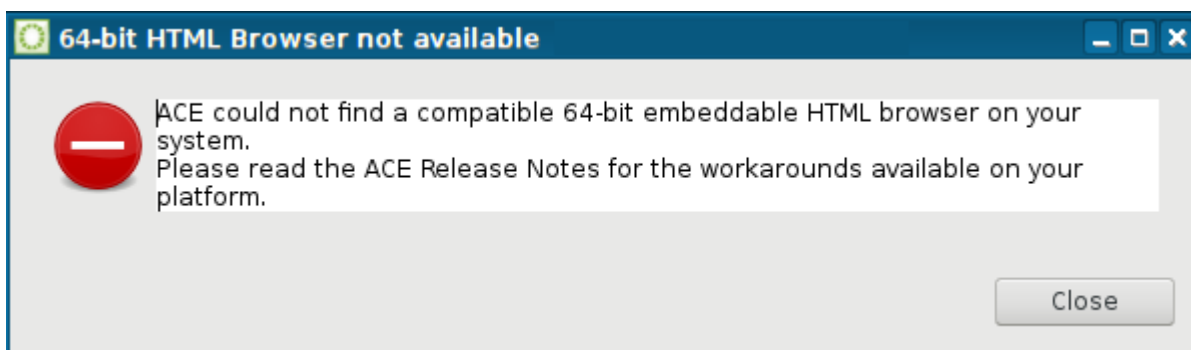 64-bit HTML Browser not available
ACE could not find a compatible 64-bit embeddable HTML browser on your
system.
Please read the ACE Release Notes for the workarounds available on your
platform.
Close